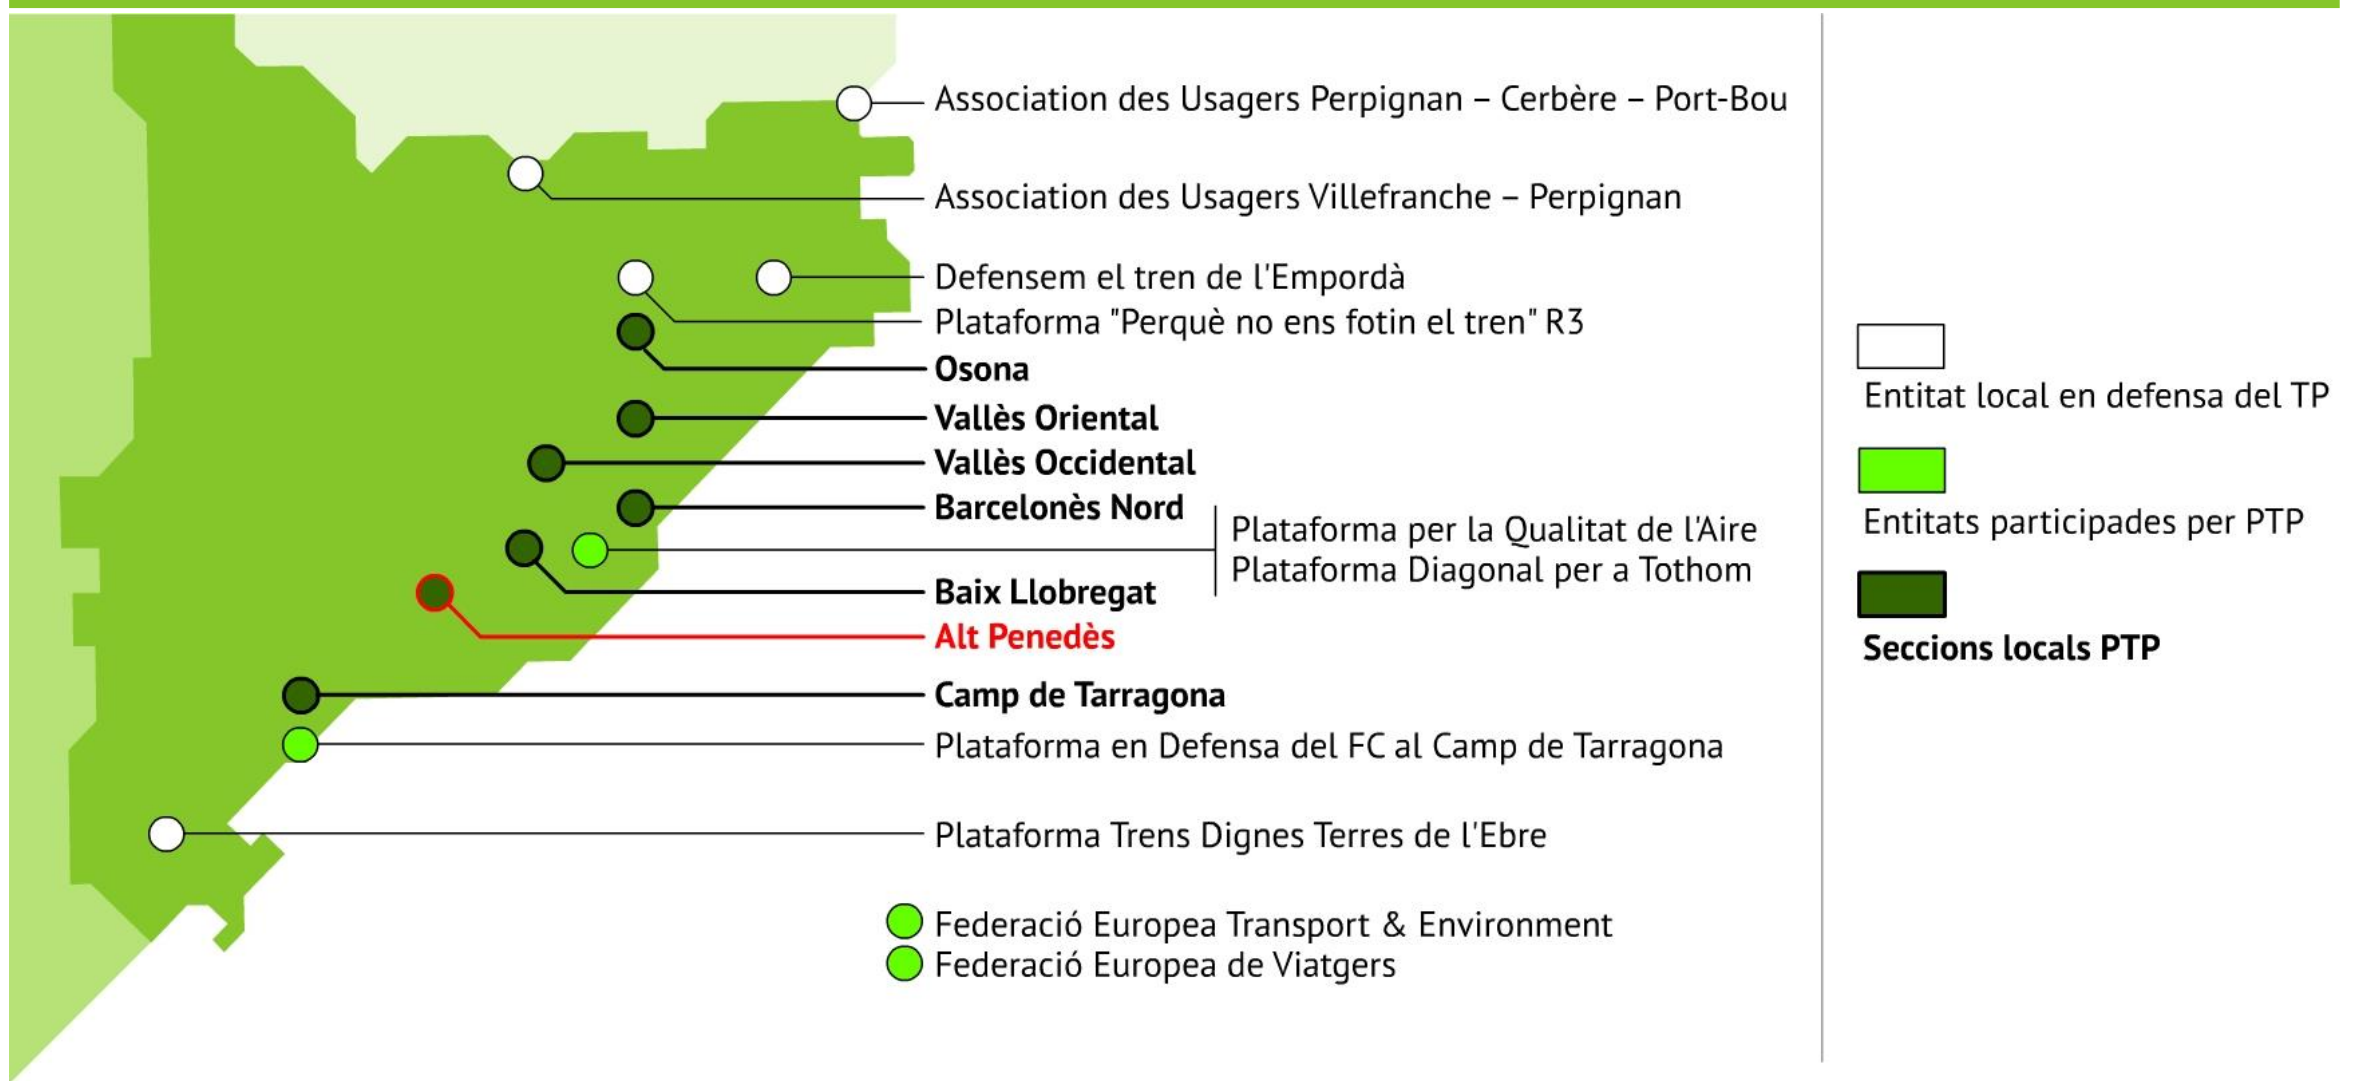 Association des Usagers Perpignan – Cerbère – Port-Bou
Association des Usagers Villefranche – Perpignan
Defensem el tren de l'Empordà
Plataforma "Perquè no ens fotin el tren" R3
Osona
Vallès Oriental
Vallès Occidental
Barcelonès Nord
Plataforma per la Qualitat de l'Aire
Plataforma Diagonal per a Tothom
Baix Llobregat
Alt Penedès
Camp de Tarragona
Plataforma en Defensa del FC al Camp de Tarragona
Plataforma Trens Dignes Terres de l'Ebre
Federació Europea Transport & Environment
Federació Europea de Viatgers
Entitat local en defensa del TP
Entitats participades per PTP
Seccions locals PTP